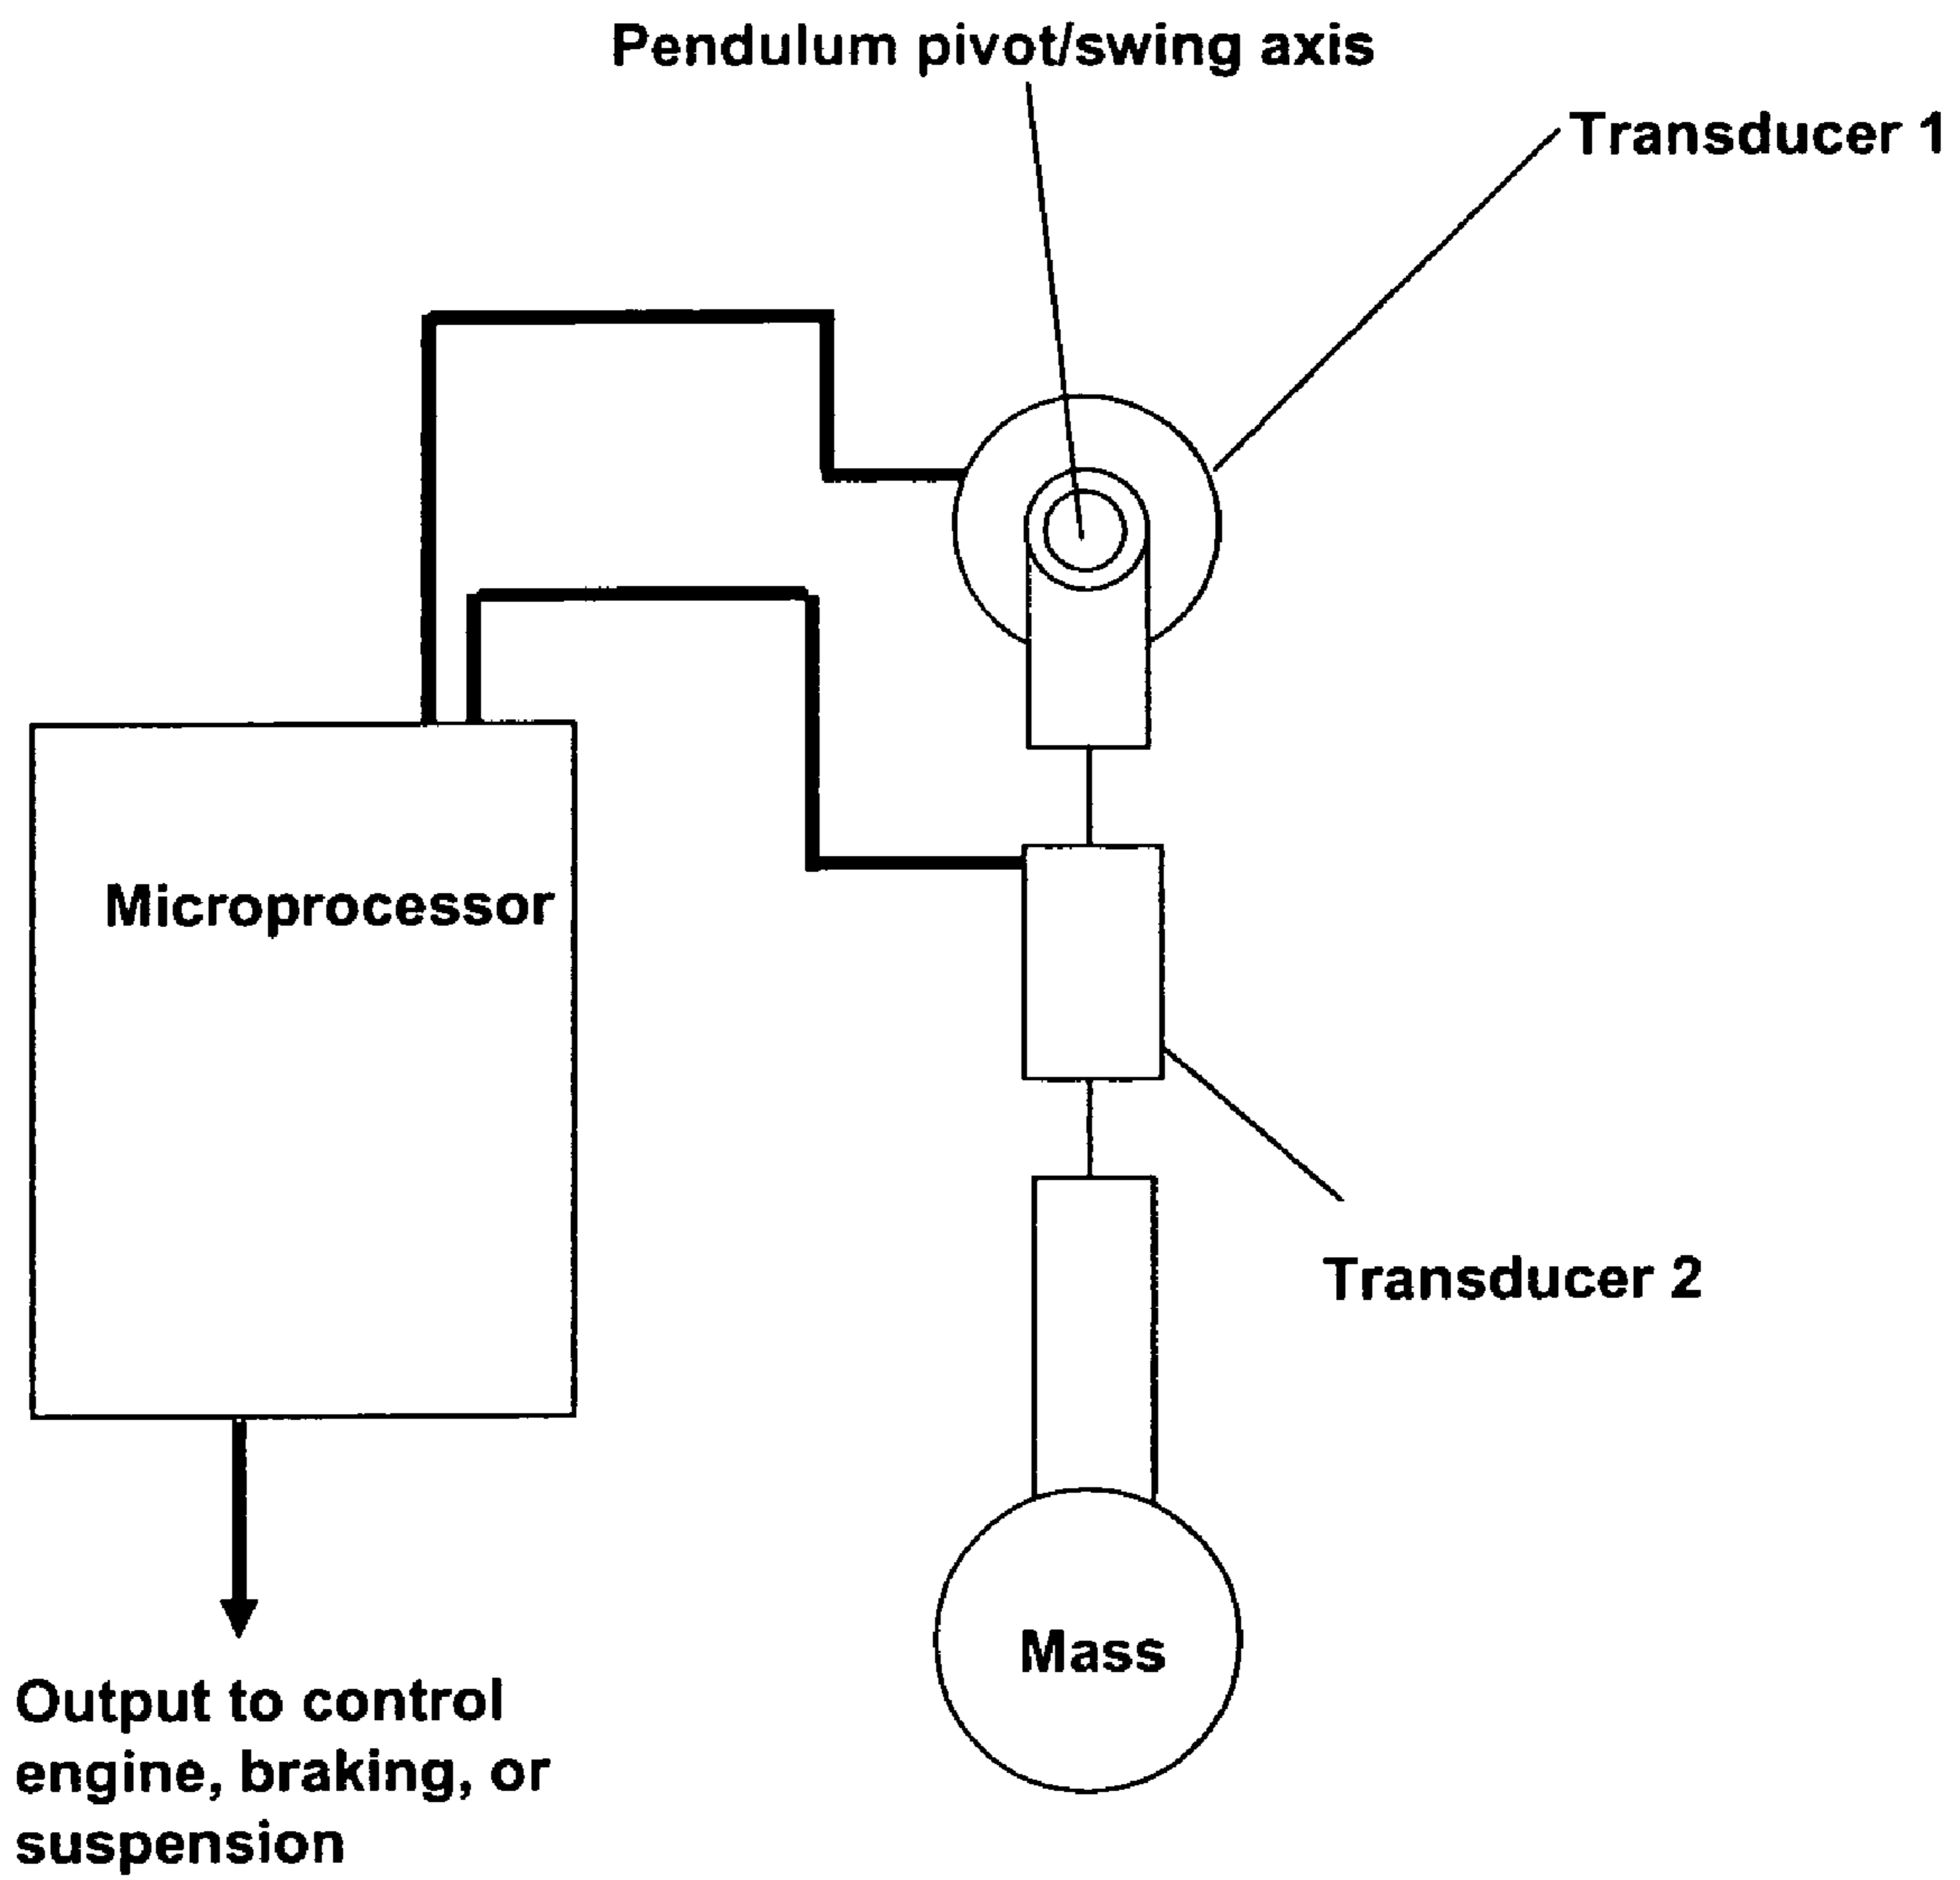 Pendulum pivot/swing axis
Transducer 1
Microprocessor
Transducer 2
Mass
Output to control
engine, braking, or
suspension